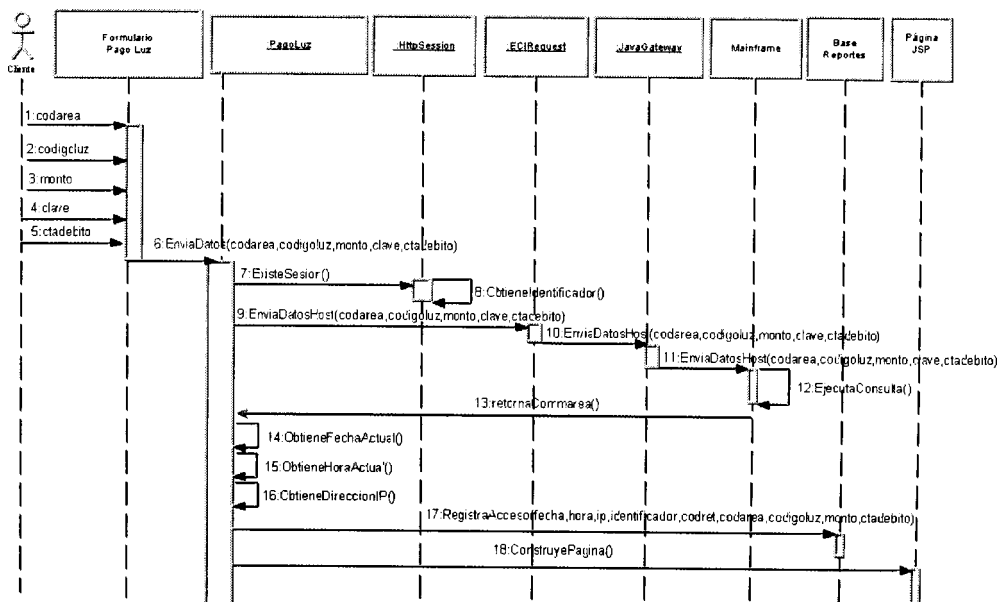 Cliente
Formulario
Pago Luz
:PagoLuz
:HttpSession
:ECIRequest
:JavaGateway
Mainframe
Base
Reportes
Página
JSP
1:codarea
2:codigoluz
3:monto
4:clave
5:ctadebito
6:EnviaDatos(codarea,codigoluz,monto,clave,ctadebito)
7:ExisteSesion()
8:ObtieneIdentificador()
9:EnviaDatosHost(codarea,codigoluz,monto,clave,ctadebito)
10:EnviaDatosHost(codarea,codigoluz,monto,clave,ctadebito)
11:EnviaDatosHost(codarea,codigoluz,monto,clave,ctadebito)
12:EjecutaConsulta()
13:retornaCommarea()
14:ObtieneFechaActual()
15:ObtieneHoraActual()
16:ObtieneDireccionIP()
17:RegistraAcceso(fecha,hora,ip,identificador,codret,codarea,codigoluz,monto,ctadebito)
18:ConstruyePagina()